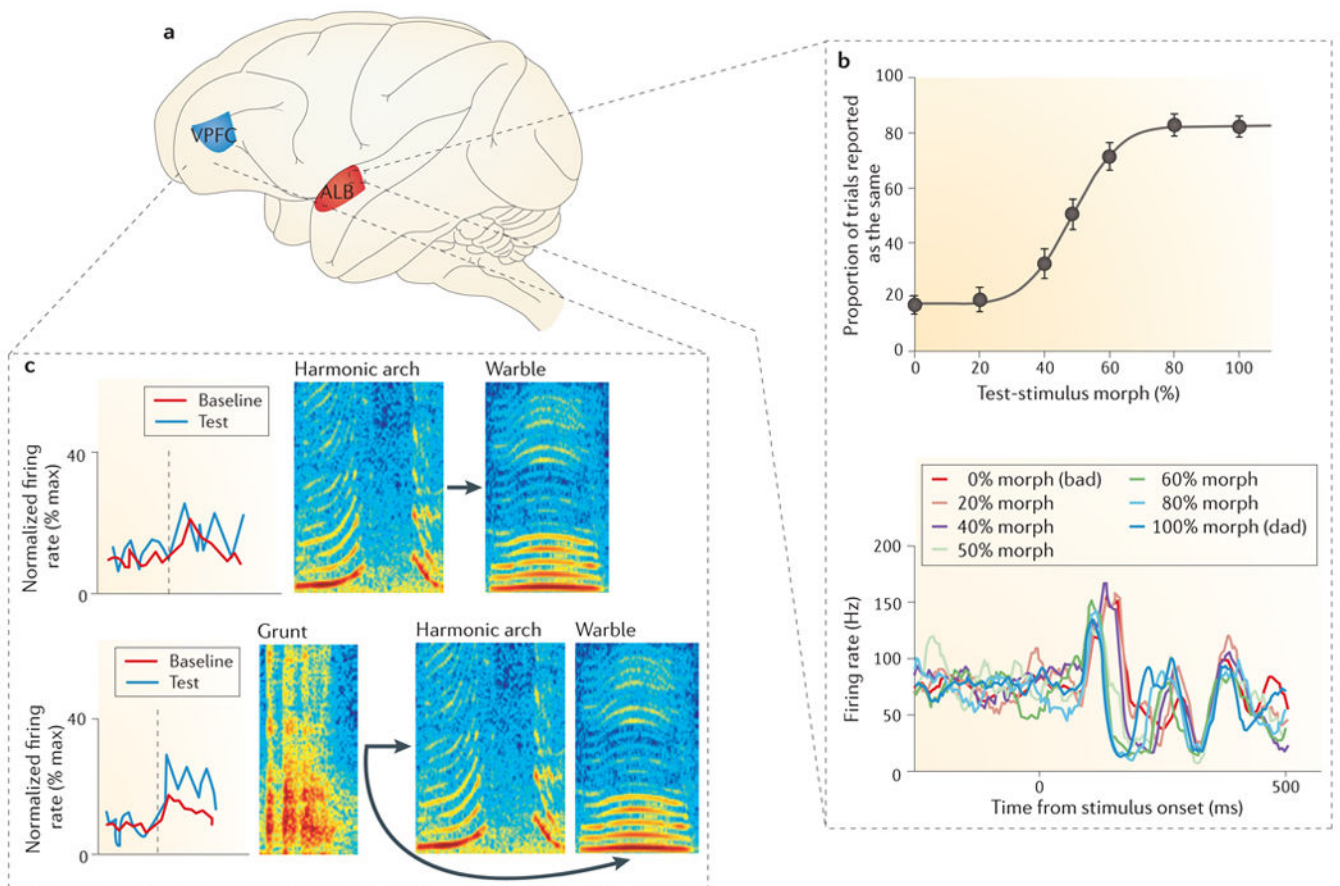 a
VPFC
ALB
b
100
80
60
40
20
0
Proportion of trials reported
as the same
0 20 40 60 80 100
Test-stimulus morph (%)
0% morph (bad)
20% morph
40% morph
50% morph
60% morph
80% morph
100% morph (dad)
200
150
100
50
0
Firing rate (Hz)
0 500
Time from stimulus onset (ms)
c
Baseline
Test
40
0
Normalized firing
rate (% max)
Harmonic arch
Warble
Baseline
Test
40
0
Normalized firing
rate (% max)
Grunt
Harmonic arch
Warble